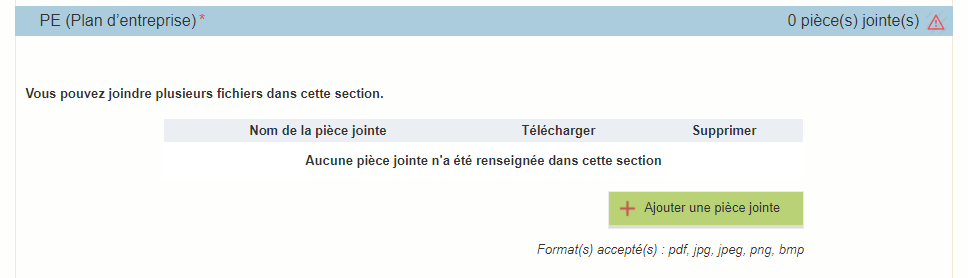 PE (Plan d'entreprise) * 0 pièce(s) jointe(s)
Vous pouvez joindre plusieurs fichiers dans cette section.
Nom de la pièce jointe Télécharger Supprimer
Aucune pièce jointe n'a été renseignée dans cette section
Ajouter une pièce jointe
Format(s) accepté(s) : pdf, jpg, jpeg, png, bmp